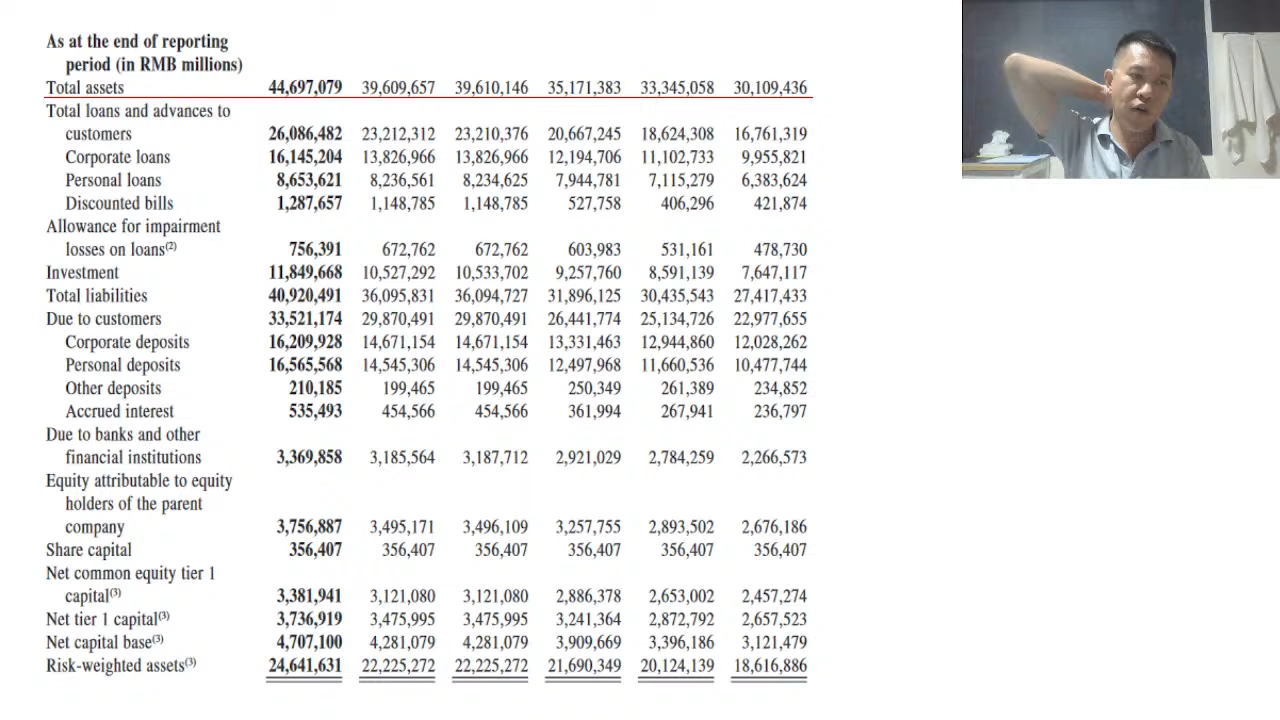 As at the end of reporting
period (in RMB millions)
Total assets 44,697,079 39,609,657 39,610,146 35,171,383 33,345,058 30,109,436
Total loans and advances to
customers 26,086,482 23,212,312 23,210,376 20,667,245 18,624,308 16,761,319
Corporate loans 16,145,204 13,826,966 13,826,966 12,194,706 11,102,733 9,955,821
Personal loans 8,653,621 8,236,561 8,234,625 7,944,781 7,115,279 6,383,624
Discounted bills 1,287,657 1,148,785 1,148,785 527,758 406,296 421,874
Allowance for impairment
losses on loans(2) 756,391 672,762 672,762 603,983 531,161 478,730
Investment 11,849,668 10,527,292 10,533,702 9,257,760 8,591,139 7,647,117
Total liabilities 40,920,491 36,095,831 36,094,727 31,896,125 30,435,543 27,417,433
Due to customers 33,521,174 29,870,491 29,870,491 26,441,774 25,134,726 22,977,655
Corporate deposits 16,209,928 14,671,154 14,671,154 13,331,463 12,944,860 12,028,262
Personal deposits 16,565,568 14,545,306 14,545,306 12,497,968 11,660,536 10,477,744
Other deposits 210,185 199,465 199,465 250,349 261,389 234,852
Accrued interest 535,493 454,566 454,566 361,994 267,941 236,797
Due to banks and other
financial institutions 3,369,858 3,185,564 3,187,712 2,921,029 2,784,259 2,266,573
Equity attributable to equity
holders of the parent
company 3,756,887 3,495,171 3,496,109 3,257,755 2,893,502 2,676,186
Share capital 356,407 356,407 356,407 356,407 356,407 356,407
Net common equity tier 1
capital(3) 3,381,941 3,121,080 3,121,080 2,886,378 2,653,002 2,457,274
Net tier 1 capital(3) 3,736,919 3,475,995 3,475,995 3,241,364 2,872,792 2,657,523
Net capital base(3) 4,707,100 4,281,079 4,281,079 3,909,669 3,396,186 3,121,479
Risk-weighted assets(3) 24,641,631 22,225,272 22,225,272 21,690,349 20,124,139 18,616,886